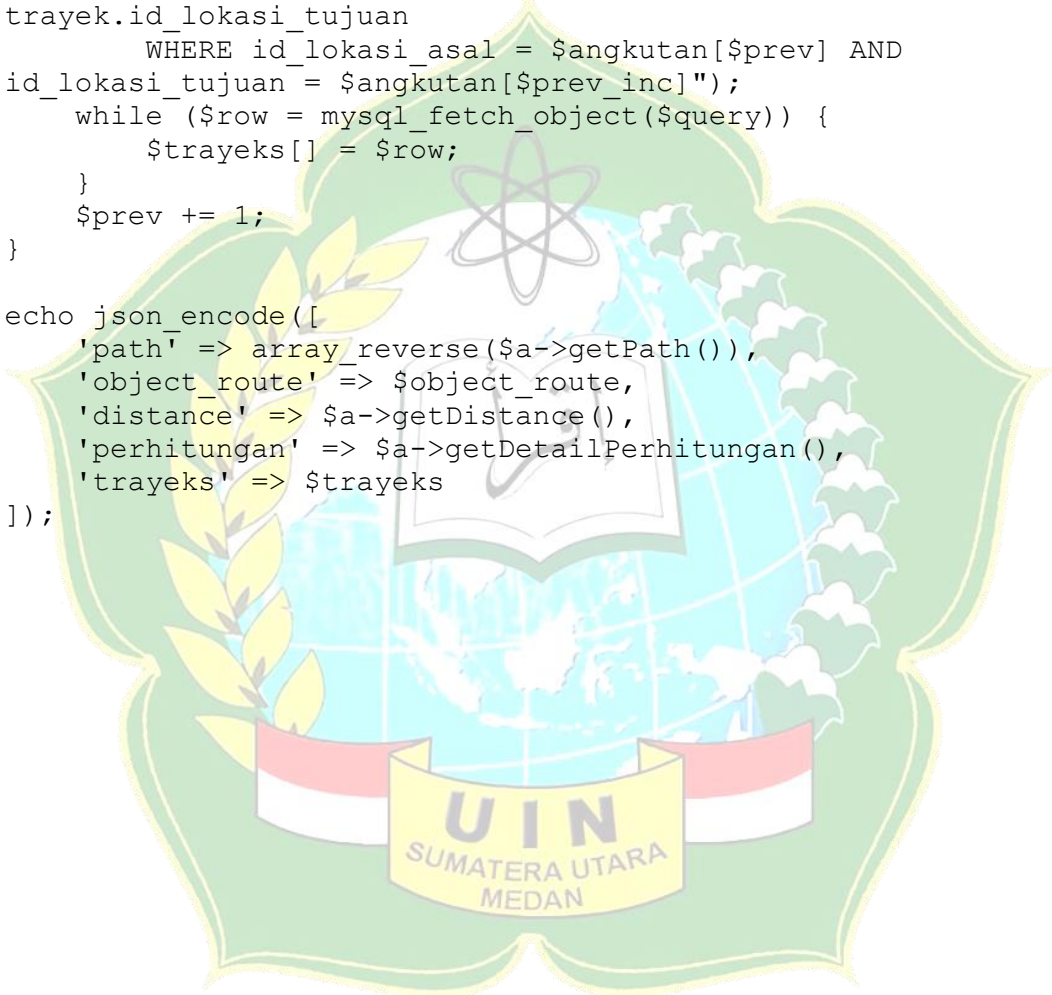 trayek.id_lokasi_tujuan
        WHERE id_lokasi_asal = $angkutan[$prev] AND
id_lokasi_tujuan = $angkutan[$prev_inc]");
    while ($row = mysql_fetch_object($query)) {
        $trayeks[] = $row;
    }
    $prev += 1;
}

echo json_encode([
    'path' => array_reverse($a->getPath()),
    'object_route' => $object_route,
    'distance' => $a->getDistance(),
    'perhitungan' => $a->getDetailPerhitungan(),
    'trayeks' => $trayeks
]);
UIN
SUMATERA UTARA
MEDAN